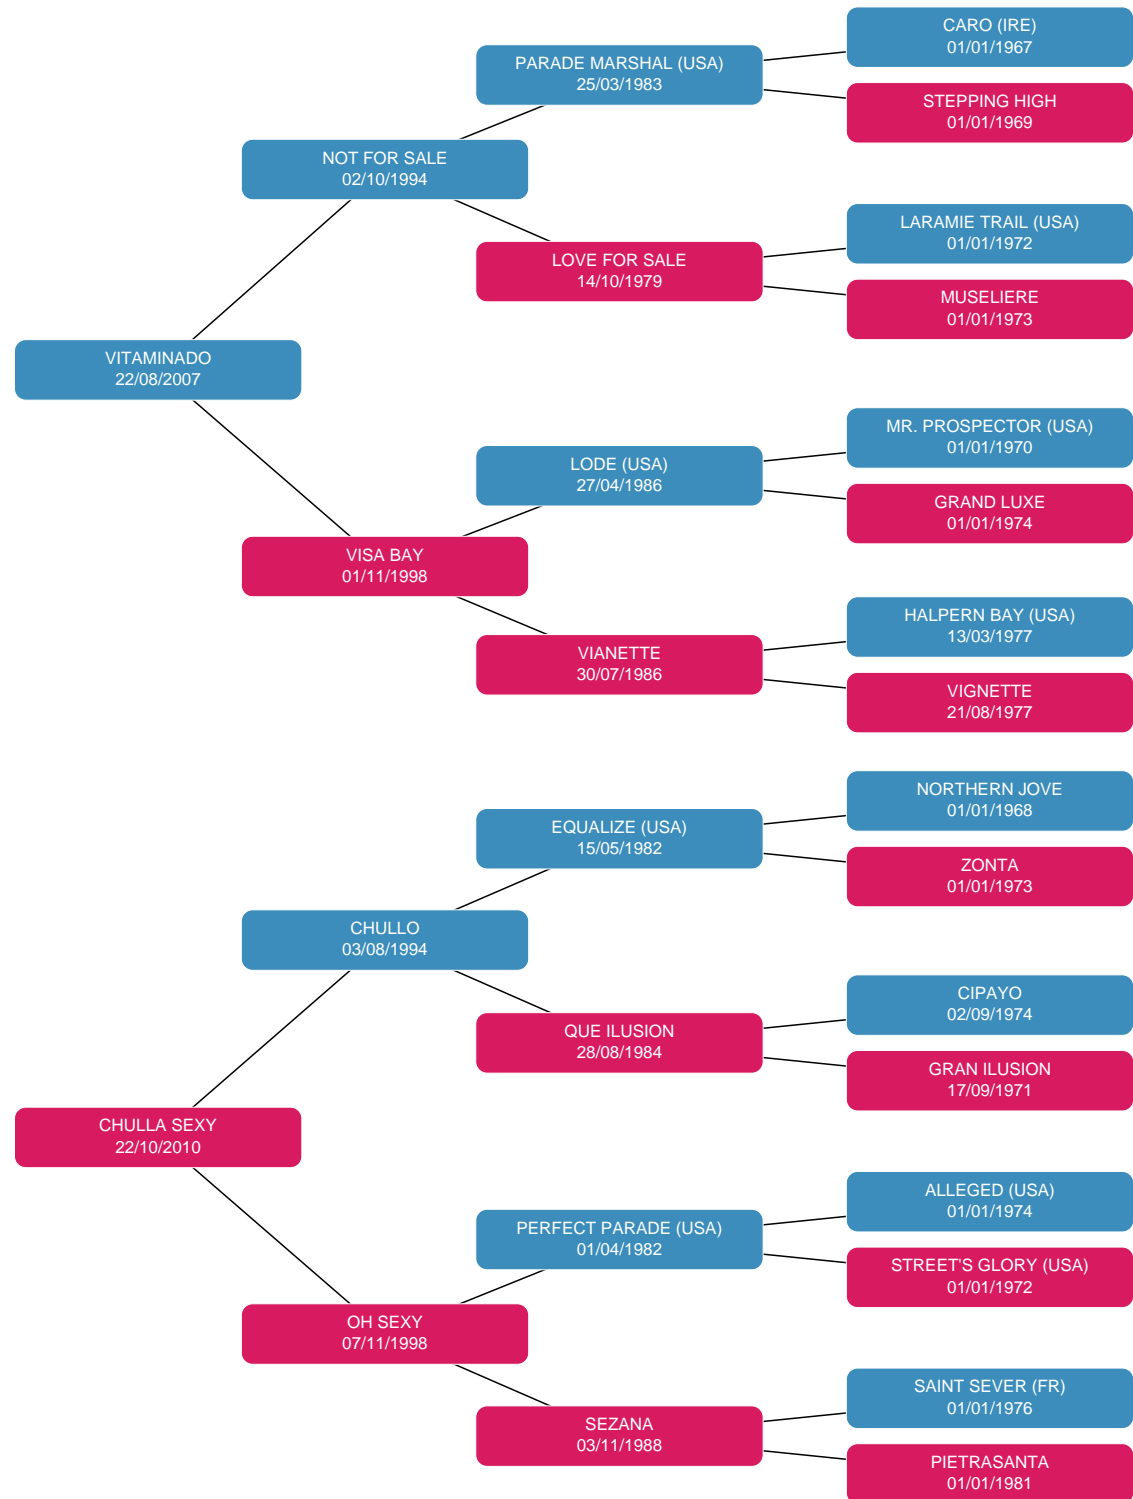 CARO (IRE)
01/01/1967
PARADE MARSHAL (USA)
25/03/1983
STEPPING HIGH
01/01/1969
NOT FOR SALE
02/10/1994
LARAMIE TRAIL (USA)
01/01/1972
LOVE FOR SALE
14/10/1979
MUSELIERE
01/01/1973
VITAMINADO
22/08/2007
MR. PROSPECTOR (USA)
01/01/1970
LODE (USA)
27/04/1986
GRAND LUXE
01/01/1974
VISA BAY
01/11/1998
HALPERN BAY (USA)
13/03/1977
VIANETTE
30/07/1986
VIGNETTE
21/08/1977
NORTHERN JOVE
01/01/1968
EQUALIZE (USA)
15/05/1982
ZONTA
01/01/1973
CHULLO
03/08/1994
CIPAYO
02/09/1974
QUE ILUSION
28/08/1984
GRAN ILUSION
17/09/1971
CHULLA SEXY
22/10/2010
ALLEGED (USA)
01/01/1974
PERFECT PARADE (USA)
01/04/1982
STREET'S GLORY (USA)
01/01/1972
OH SEXY
07/11/1998
SAINT SEVER (FR)
01/01/1976
SEZANA
03/11/1988
PIETRASANTA
01/01/1981